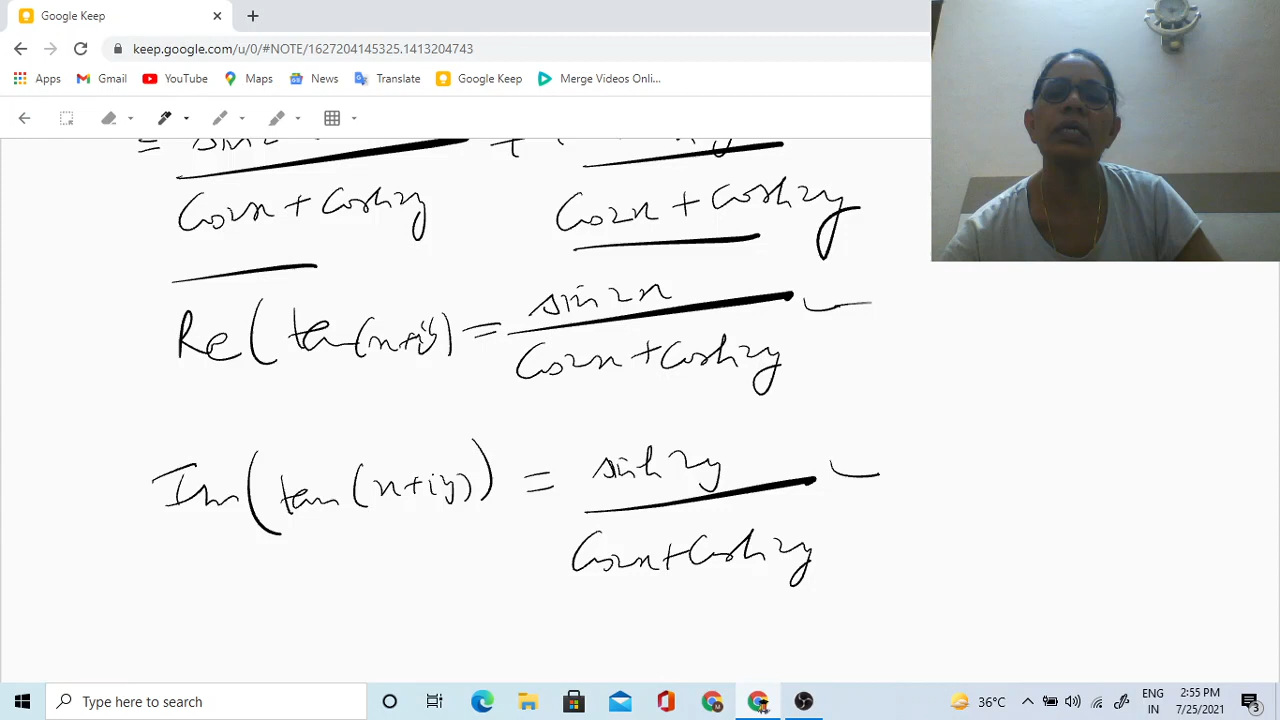 Google Keep
keep.google.com/u/0/#NOTE/1627204145325.1413204743
Apps Gmail YouTube Maps News Translate Google Keep Merge Videos Onli...
= sin2 +
Cos2x + Cosh2y Cos2x + Cosh2y
Re(tan(x+iy) = sin2x
Cos2x + Cosh2y
Im(tan(x+iy)) = sinh2y
Cos2x+Cosh2y
Type here to search
36°C
ENG
IN
2:55 PM
7/25/2021
3